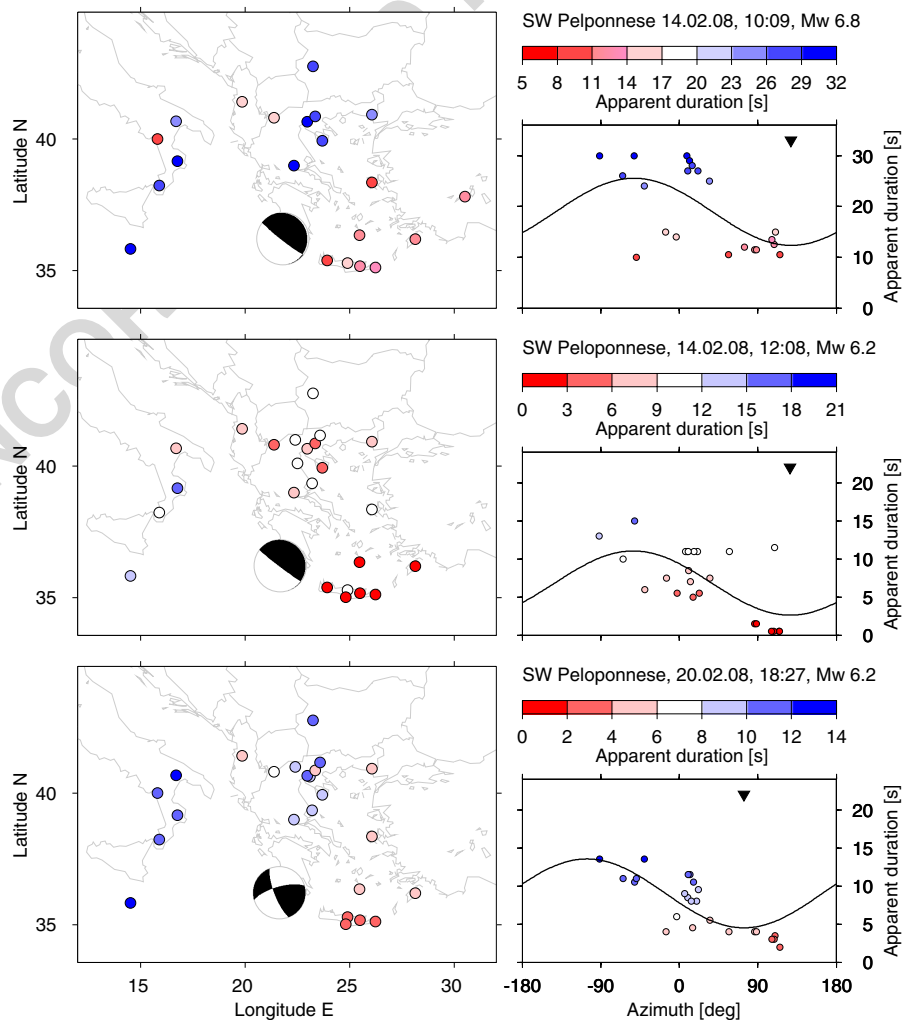 SW Pelponnese 14.02.08, 10:09, Mw 6.8
5 8 11 14 17 20 23 26 29 32
Apparent duration [s]
Latitude N
40
35
30
20
10
0
Apparent duration [s]
SW Peloponnese, 14.02.08, 12:08, Mw 6.2
0 3 6 9 12 15 18 21
Apparent duration [s]
Latitude N
40
35
20
15
10
5
0
Apparent duration [s]
SW Peloponnese, 20.02.08, 18:27, Mw 6.2
0 2 4 6 8 10 12 14
Apparent duration [s]
Latitude N
40
35
20
15
10
5
0
Apparent duration [s]
15 20 25 30
Longitude E
-180 -90 0 90 180
Azimuth [deg]